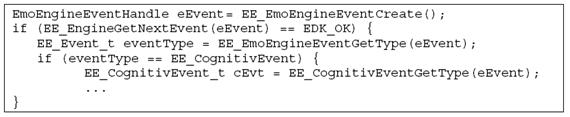 EmoEngineEventHandle eEvent= EE_EmoEngineEventCreate();
if (EE_EngineGetNextEvent(eEvent) == EDK_OK) {
EE_Event_t eventType = EE_EmoEngineEventGetType(eEvent);
if (eventType == EE_CognitivEvent) {
EE_CognitivEvent_t cEvt = EE_CognitivEventGetType(eEvent);
...
}